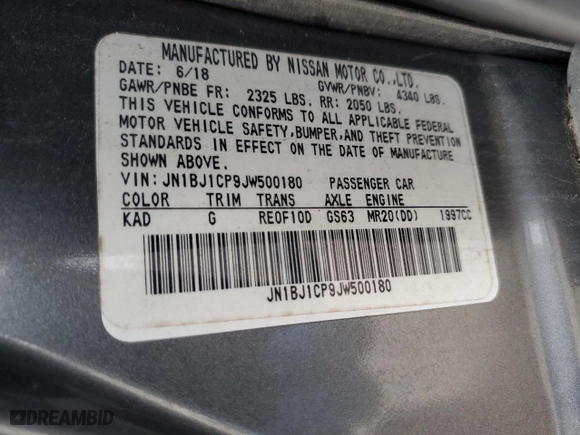 MANUFACTURED BY NISSAN MOTOR CO.,LTD.
DATE: 6/18 GVWR/PNBV: 4340 LBS.
GAWR/PNBE FR: 2325 LBS. RR: 2050 LBS.
THIS VEHICLE CONFORMS TO ALL APPLICABLE FEDERAL
MOTOR VEHICLE SAFETY,BUMPER,AND THEFT PREVENTION
STANDARDS IN EFFECT ON THE DATE OF MANUFACTURE
SHOWN ABOVE.
VIN: JN1BJ1CP9JW500180 PASSENGER CAR
COLOR TRIM TRANS AXLE ENGINE
KAD G RE0F10D GS63 MR20(DD) 1997CC
JN1BJ1CP9JW500180
DREAMBID